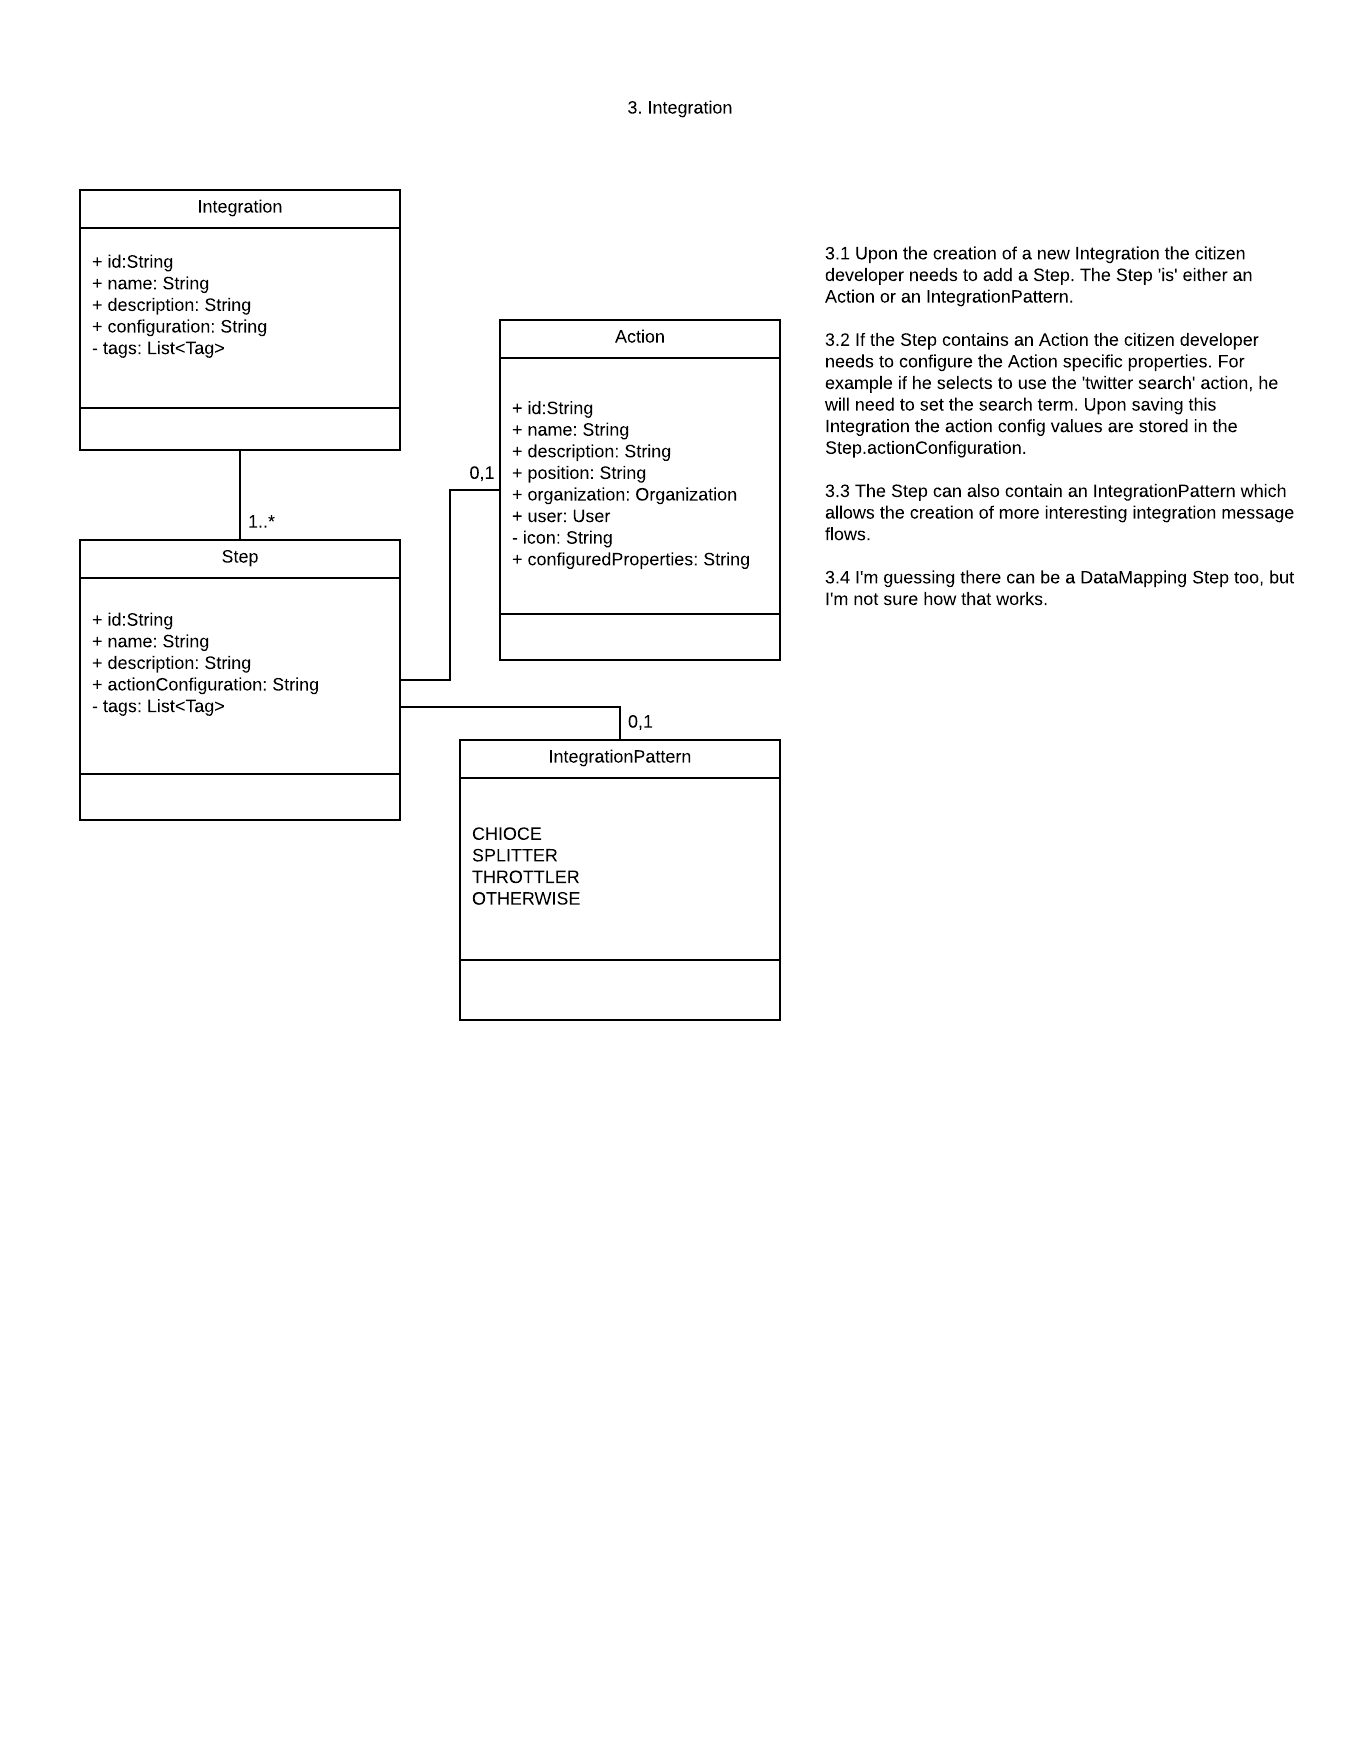 3. Integration
Integration
+ id:String
+ name: String
+ description: String
+ configuration: String
- tags: List<Tag>
1..*
Step
+ id:String
+ name: String
+ description: String
+ actionConfiguration: String
- tags: List<Tag>
Action
+ id:String
+ name: String
+ description: String
+ position: String
+ organization: Organization
+ user: User
- icon: String
+ configuredProperties: String
0,1
0,1
IntegrationPattern
CHIOCE
SPLITTER
THROTTLER
OTHERWISE
3.1 Upon the creation of a new Integration the citizen
developer needs to add a Step. The Step 'is' either an
Action or an IntegrationPattern.
3.2 If the Step contains an Action the citizen developer
needs to configure the Action specific properties. For
example if he selects to use the 'twitter search' action, he
will need to set the search term. Upon saving this
Integration the action config values are stored in the
Step.actionConfiguration.
3.3 The Step can also contain an IntegrationPattern which
allows the creation of more interesting integration message
flows.
3.4 I'm guessing there can be a DataMapping Step too, but
I'm not sure how that works.